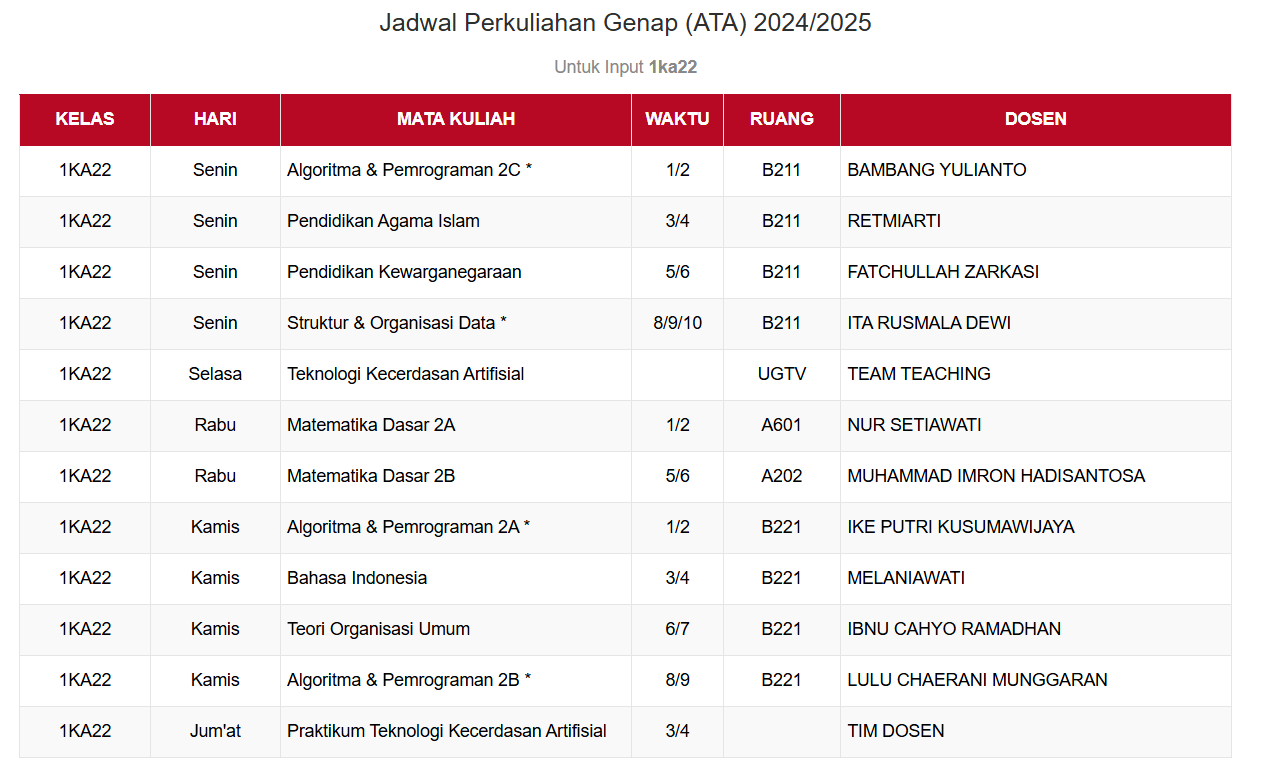 Jadwal Perkuliahan Genap (ATA) 2024/2025
Untuk Input 1ka22
KELAS HARI MATA KULIAH WAKTU RUANG DOSEN
1KA22 Senin Algoritma & Pemrograman 2C * 1/2 B211 BAMBANG YULIANTO
1KA22 Senin Pendidikan Agama Islam 3/4 B211 RETMIARTI
1KA22 Senin Pendidikan Kewarganegaraan 5/6 B211 FATCHULLAH ZARKASI
1KA22 Senin Struktur & Organisasi Data * 8/9/10 B211 ITA RUSMALA DEWI
1KA22 Selasa Teknologi Kecerdasan Artifisial UGTV TEAM TEACHING
1KA22 Rabu Matematika Dasar 2A 1/2 A601 NUR SETIAWATI
1KA22 Rabu Matematika Dasar 2B 5/6 A202 MUHAMMAD IMRON HADISANTOSA
1KA22 Kamis Algoritma & Pemrograman 2A * 1/2 B221 IKE PUTRI KUSUMAWIJAYA
1KA22 Kamis Bahasa Indonesia 3/4 B221 MELANIAWATI
1KA22 Kamis Teori Organisasi Umum 6/7 B221 IBNU CAHYO RAMADHAN
1KA22 Kamis Algoritma & Pemrograman 2B * 8/9 B221 LULU CHAERANI MUNGGARAN
1KA22 Jum'at Praktikum Teknologi Kecerdasan Artifisial 3/4 TIM DOSEN